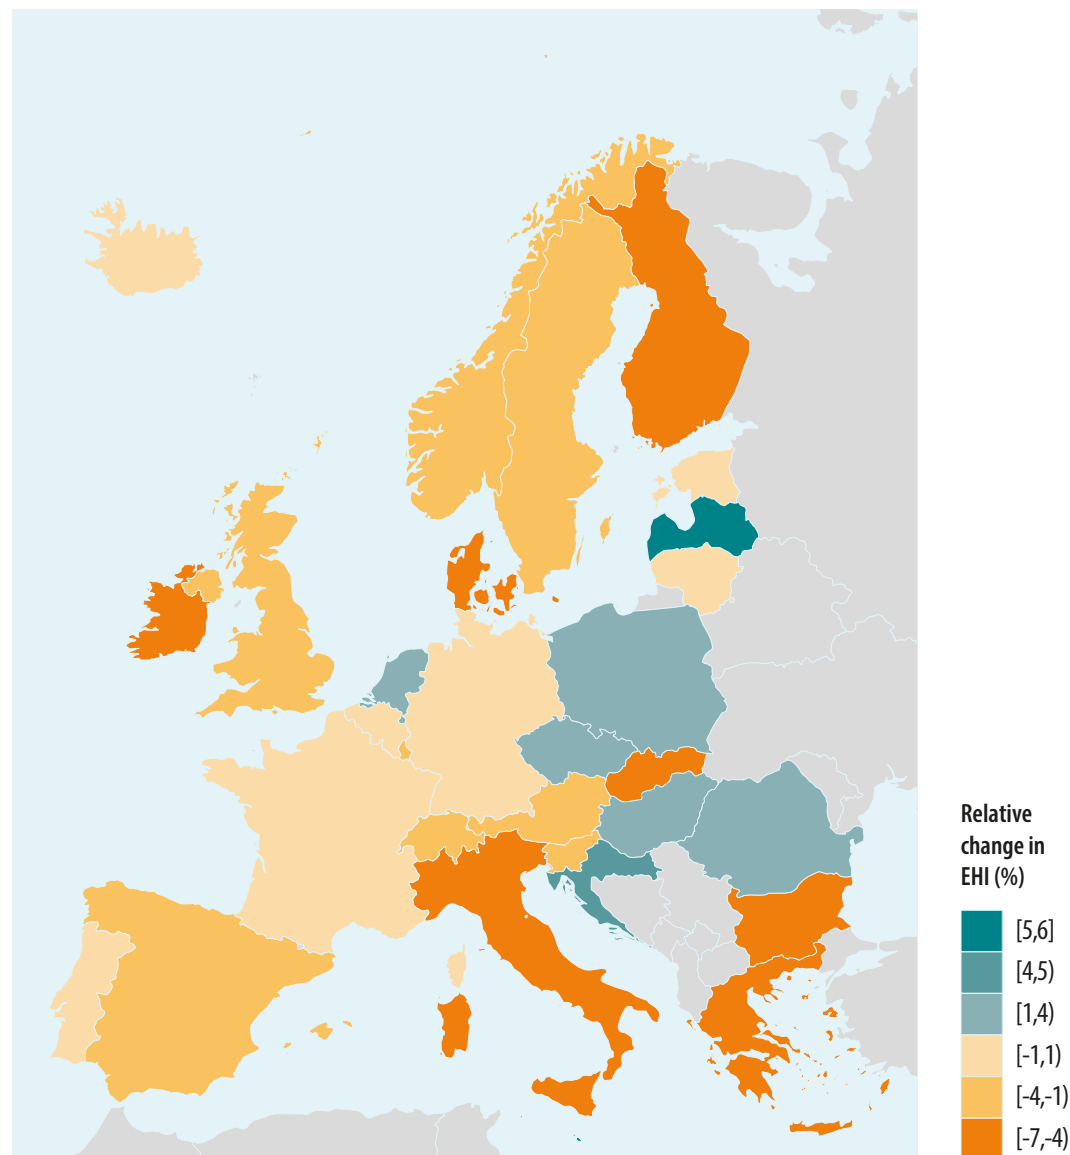 Relative
change in
EHI (%)
[5,6]
[4,5)
[1,4)
[-1,1)
[-4,-1)
[-7,-4)